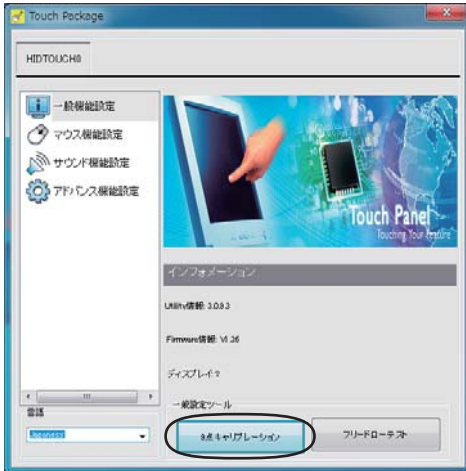 Touch Package
HIDTOUCH0
一般機能設定
マウス機能設定
サウンド機能設定
アドバンス機能設定
Touch Panel
Touching Your Feature
インフォメーション
Utility情報: 3.0.9.3
Firmware情報: V1.36
ディスプレイ: 2
一般設定ツール
言語
Japanese
9点キャリブレーション
フリードローテスト